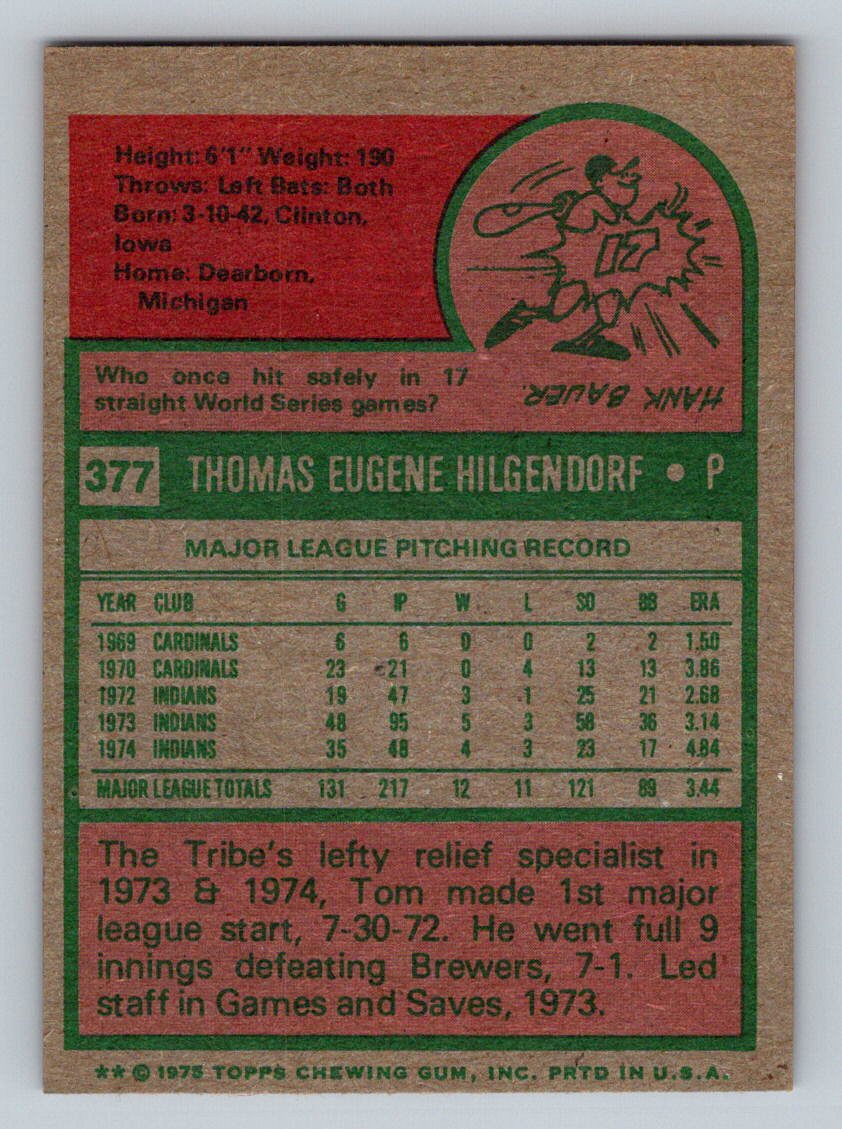 Height: 6'1" Weight: 190
Throws: Left Bats: Both
Born: 3-10-42, Clinton,
Iowa
Home: Dearborn,
Michigan
17
HANK BAUER.
Who once hit safely in 17
straight World Series games?
377 THOMAS EUGENE HILGENDORF • P
MAJOR LEAGUE PITCHING RECORD
YEAR CLUB G IP W L SO BB ERA
1969 CARDINALS 6 6 0 0 2 2 1.50
1970 CARDINALS 23 21 0 4 13 13 3.86
1972 INDIANS 19 47 3 1 25 21 2.68
1973 INDIANS 48 95 5 3 58 36 3.14
1974 INDIANS 35 48 4 3 23 17 4.84
MAJOR LEAGUE TOTALS 131 217 12 11 121 89 3.44
The Tribe's lefty relief specialist in
1973 & 1974, Tom made 1st major
league start, 7-30-72. He went full 9
innings defeating Brewers, 7-1. Led
staff in Games and Saves, 1973.
** © 1975 TOPPS CHEWING GUM, INC. PRTD IN U.S.A.